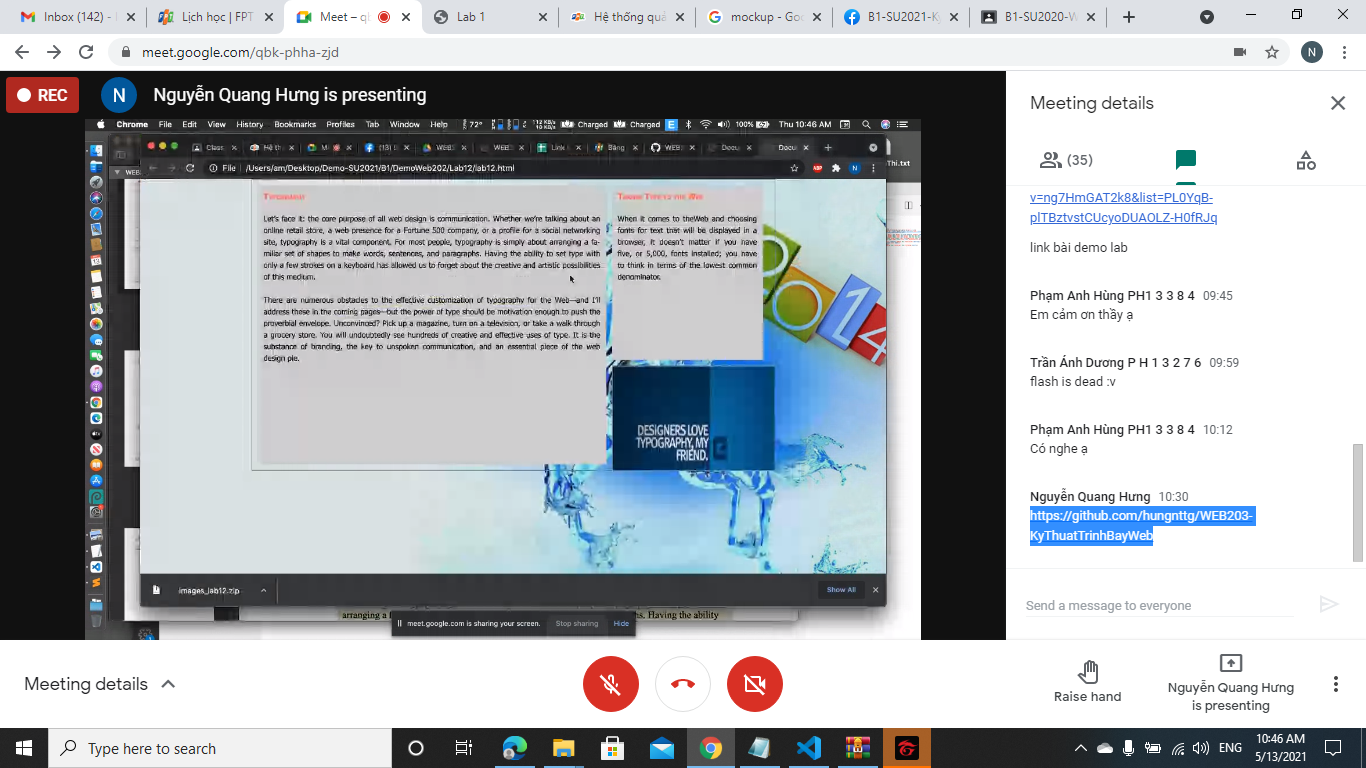 Inbox (142) -
Lịch học | FPT
Meet – qb
Lab 1
Hệ thống quả
mockup - Goo
B1-SU2021-K
B1-SU2020-W
meet.google.com/qbk-phha-zjd
N
REC
N
Nguyễn Quang Hưng is presenting
Chrome File Edit View History Bookmarks Profiles Tab Window Help
72°
Charged
Charged
100%
Thu 10:46 AM
File /Users/am/Desktop/Demo-SU2021/B1/DemoWeb202/Lab12/lab12.html
Typography
Let's face it: the core purpose of all web design is communication. Whether we're talking about an
online retail store, a web presence for a Fortune 500 company, or a profile for a social networking
site, typography is a vital component. For most people, typography is simply about arranging a fa-
miliar set of shapes to make words, sentences, and paragraphs. Having the ability to set type with
only a few strokes on a keyboard has allowed us to forget about the creative and artistic possibilities
of this medium.
There are numerous obstacles to the effective customization of typography for the Web—and I'll
address these in the coming pages—but the power of type should be motivation enough to push the
proverbial envelope. Unconvinced? Pick up a magazine, turn on a television, or take a walk through
a grocery store. You will undoubtedly see hundreds of creative and effective uses of type. It is the
substance of branding, the key to unspoken communication, and an essential piece of the web
design pie.
Taking Type to the Web
When it comes to theWeb and choosing
fonts for text that will be displayed in a
browser, it doesn't matter if you have
five, or 5,000, fonts installed; you have
to think in terms of the lowest common
denominator.
014
DESIGNERS LOVE
TYPOGRAPHY, MY
FRIEND.
images_lab12.zip
Show All
arranging a
s. Having the ability
meet.google.com is sharing your screen.
Stop sharing
Hide
Meeting details
(35)
v=ng7HmGAT2k8&list=PL0YqB-
plTBztvstCUcyoDUAOLZ-H0fRJq
link bài demo lab
Phạm Anh Hùng PH1 3 3 8 4 09:45
Em cảm ơn thầy ạ
Trần Ánh Dương P H 1 3 2 7 6 09:59
flash is dead :v
Phạm Anh Hùng PH1 3 3 8 4 10:12
Có nghe ạ
Nguyễn Quang Hưng 10:30
https://github.com/hungnttg/WEB203-
KyThuatTrinhBayWeb
Send a message to everyone
Meeting details
Raise hand
Nguyễn Quang Hưng
is presenting
Type here to search
ENG
10:46 AM
5/13/2021